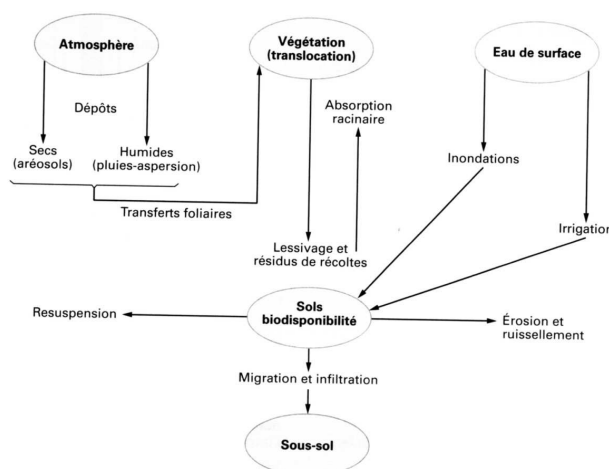 Atmosphère
Végétation
(translocation)
Eau de surface
Dépôts
Absorption
racinaire
Secs
(aréosols)
Humides
(pluies-aspersion)
Inondations
Transferts foliaires
Irrigation
Lessivage et
résidus de récoltes
Sols
biodisponibilité
Resuspension
Érosion et
ruissellement
Migration et infiltration
Sous-sol